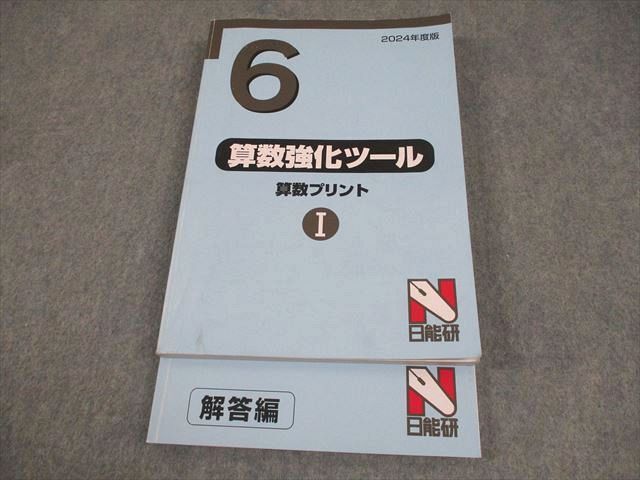 2024年度版
6
算数強化ツール
算数プリント
I
N
日能研
解答編
N
日能研